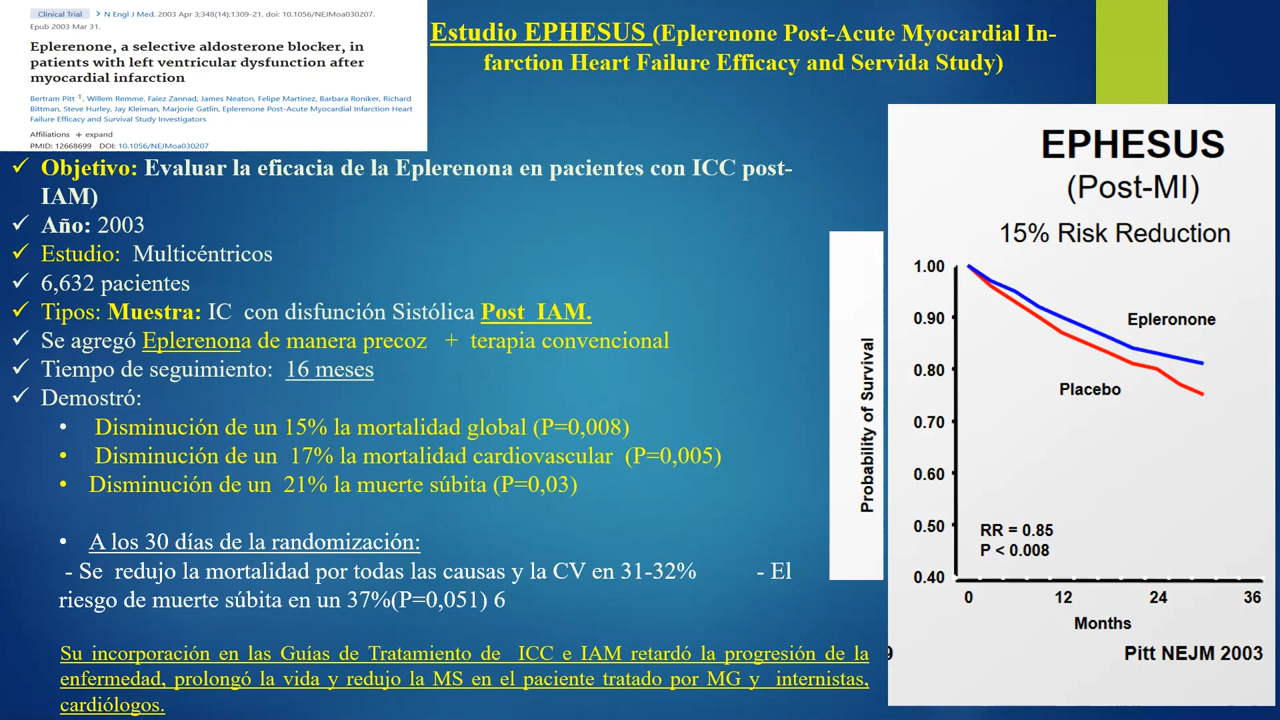 Clinical Trial > N Engl J Med, 2003 Apr 3;348(14):1309-21. doi: 10.1056/NEJMoa030207.
Epub 2003 Mar 31.
Eplerenone, a selective aldosterone blocker, in
patients with left ventricular dysfunction after
myocardial infarction
Bertram Pitt 1, Willem Remme, Faiez Zannad, James Neaton, Felipe Martinez, Barbara Roniker, Richard
Bittman, Steve Hurley, Jay Kleiman, Marjorie Gatlin, Eplerenone Post-Acute Myocardial Infarction Heart
Failure Efficacy and Survival Study Investigators
Affiliations + expand
PMID: 12668699 DOI: 10.1056/NEJMoa030207
Estudio EPHESUS (Eplerenone Post-Acute Myocardial In-
farction Heart Failure Efficacy and Servida Study)
✓ Objetivo: Evaluar la eficacia de la Eplerenona en pacientes con ICC post-
IAM)
✓ Año: 2003
✓ Estudio: Multicéntricos
✓ 6,632 pacientes
✓ Tipos: Muestra: IC con disfunción Sistólica Post IAM.
✓ Se agregó Eplerenona de manera precoz + terapia convencional
✓ Tiempo de seguimiento: 16 meses
✓ Demostró:
• Disminución de un 15% la mortalidad global (P=0,008)
• Disminución de un 17% la mortalidad cardiovascular (P=0,005)
• Disminución de un 21% la muerte súbita (P=0,03)
• A los 30 días de la randomización:
- Se redujo la mortalidad por todas las causas y la CV en 31-32% - El
riesgo de muerte súbita en un 37%(P=0,051) 6
Su incorporación en las Guías de Tratamiento de ICC e IAM retardó la progresión de la
enfermedad, prolongó la vida y redujo la MS en el paciente tratado por MG y internistas,
cardiólogos.
9
EPHESUS
(Post-MI)
15% Risk Reduction
Probability of Survival
1.00
0.90
0.80
0.70
0.60
0.50
0.40
Epleronone
Placebo
RR = 0.85
P < 0.008
0 12 24 36
Months
Pitt NEJM 2003